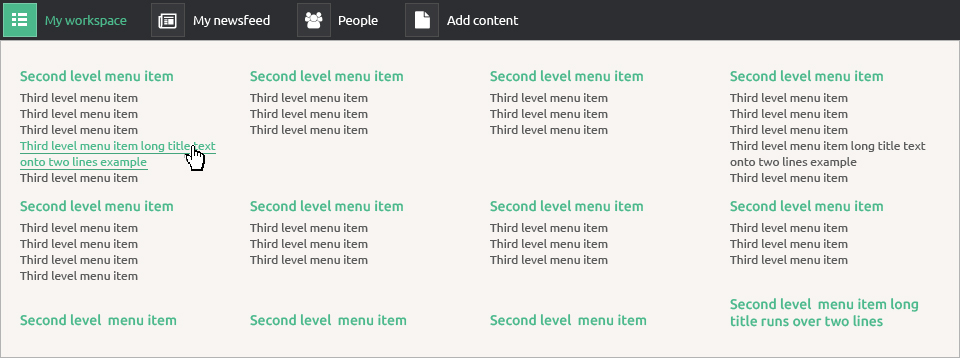 My workspace
My newsfeed
People
Add content
Second level menu item
Third level menu item
Third level menu item
Third level menu item
Third level menu item long title text
onto two lines example
Third level menu item
Second level menu item
Third level menu item
Third level menu item
Third level menu item
Second level menu item
Third level menu item
Third level menu item
Third level menu item
Second level menu item
Third level menu item
Third level menu item
Third level menu item
Third level menu item long title text
onto two lines example
Third level menu item
Second level menu item
Third level menu item
Third level menu item
Third level menu item
Third level menu item
Second level menu item
Third level menu item
Third level menu item
Third level menu item
Second level menu item
Third level menu item
Third level menu item
Third level menu item
Second level menu item
Third level menu item
Third level menu item
Third level menu item
Second level  menu item
Second level  menu item
Second level  menu item
Second level  menu item long
title runs over two lines